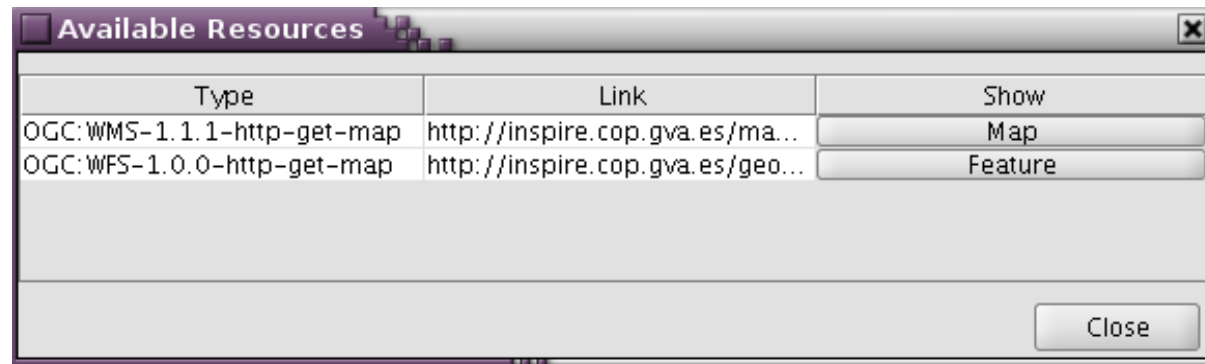 Available Resources
Type Link Show
OGC:WMS-1.1.1-http-get-map http://inspire.cop.gva.es/ma... Map
OGC:WFS-1.0.0-http-get-map http://inspire.cop.gva.es/geo... Feature
Close